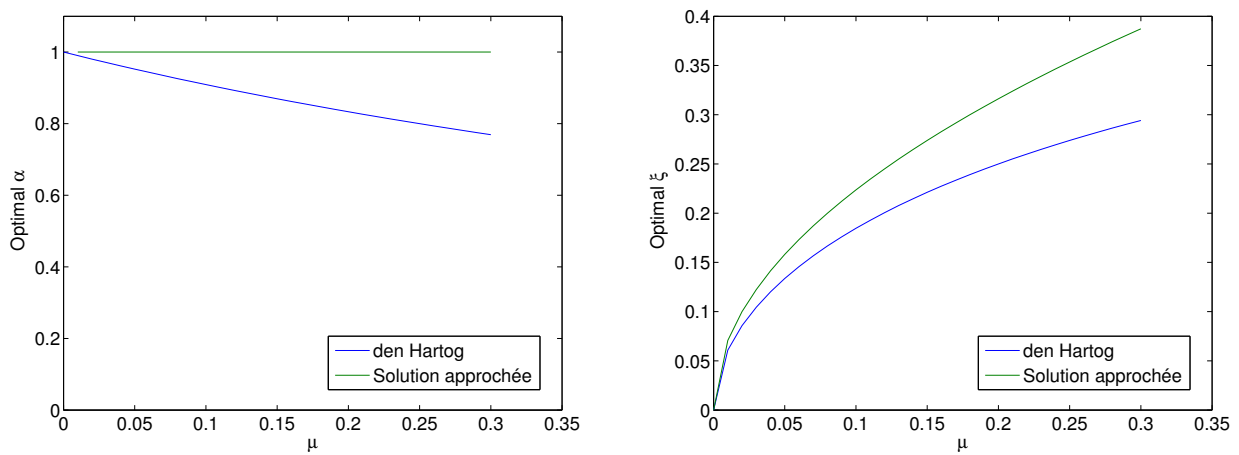 1
0.8
0.6
0.4
0.2
0
Optimal α
0 0.05 0.1 0.15 0.2 0.25 0.3 0.35
μ
den Hartog
Solution approchée
0.4
0.35
0.3
0.25
0.2
0.15
0.1
0.05
0
Optimal ξ
0 0.05 0.1 0.15 0.2 0.25 0.3 0.35
μ
den Hartog
Solution approchée